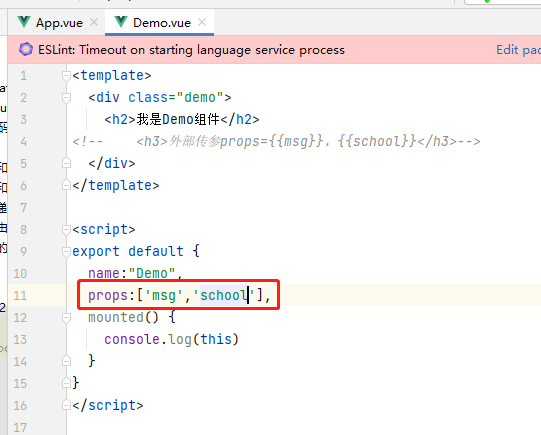 App.vue
Demo.vue
ESLint: Timeout on starting language service process
Edit pac
1 <template>
2 <div class="demo">
3 <h2>我是Demo组件</h2>
4 <!-- <h3>外部传参props={{msg}}, {{school}}</h3>-->
5 </div>
6 </template>
7
8 <script>
9 export default {
10 name:"Demo",
11 props:['msg','school'],
12 mounted() {
13 console.log(this)
14 }
15 }
16 </script>
17